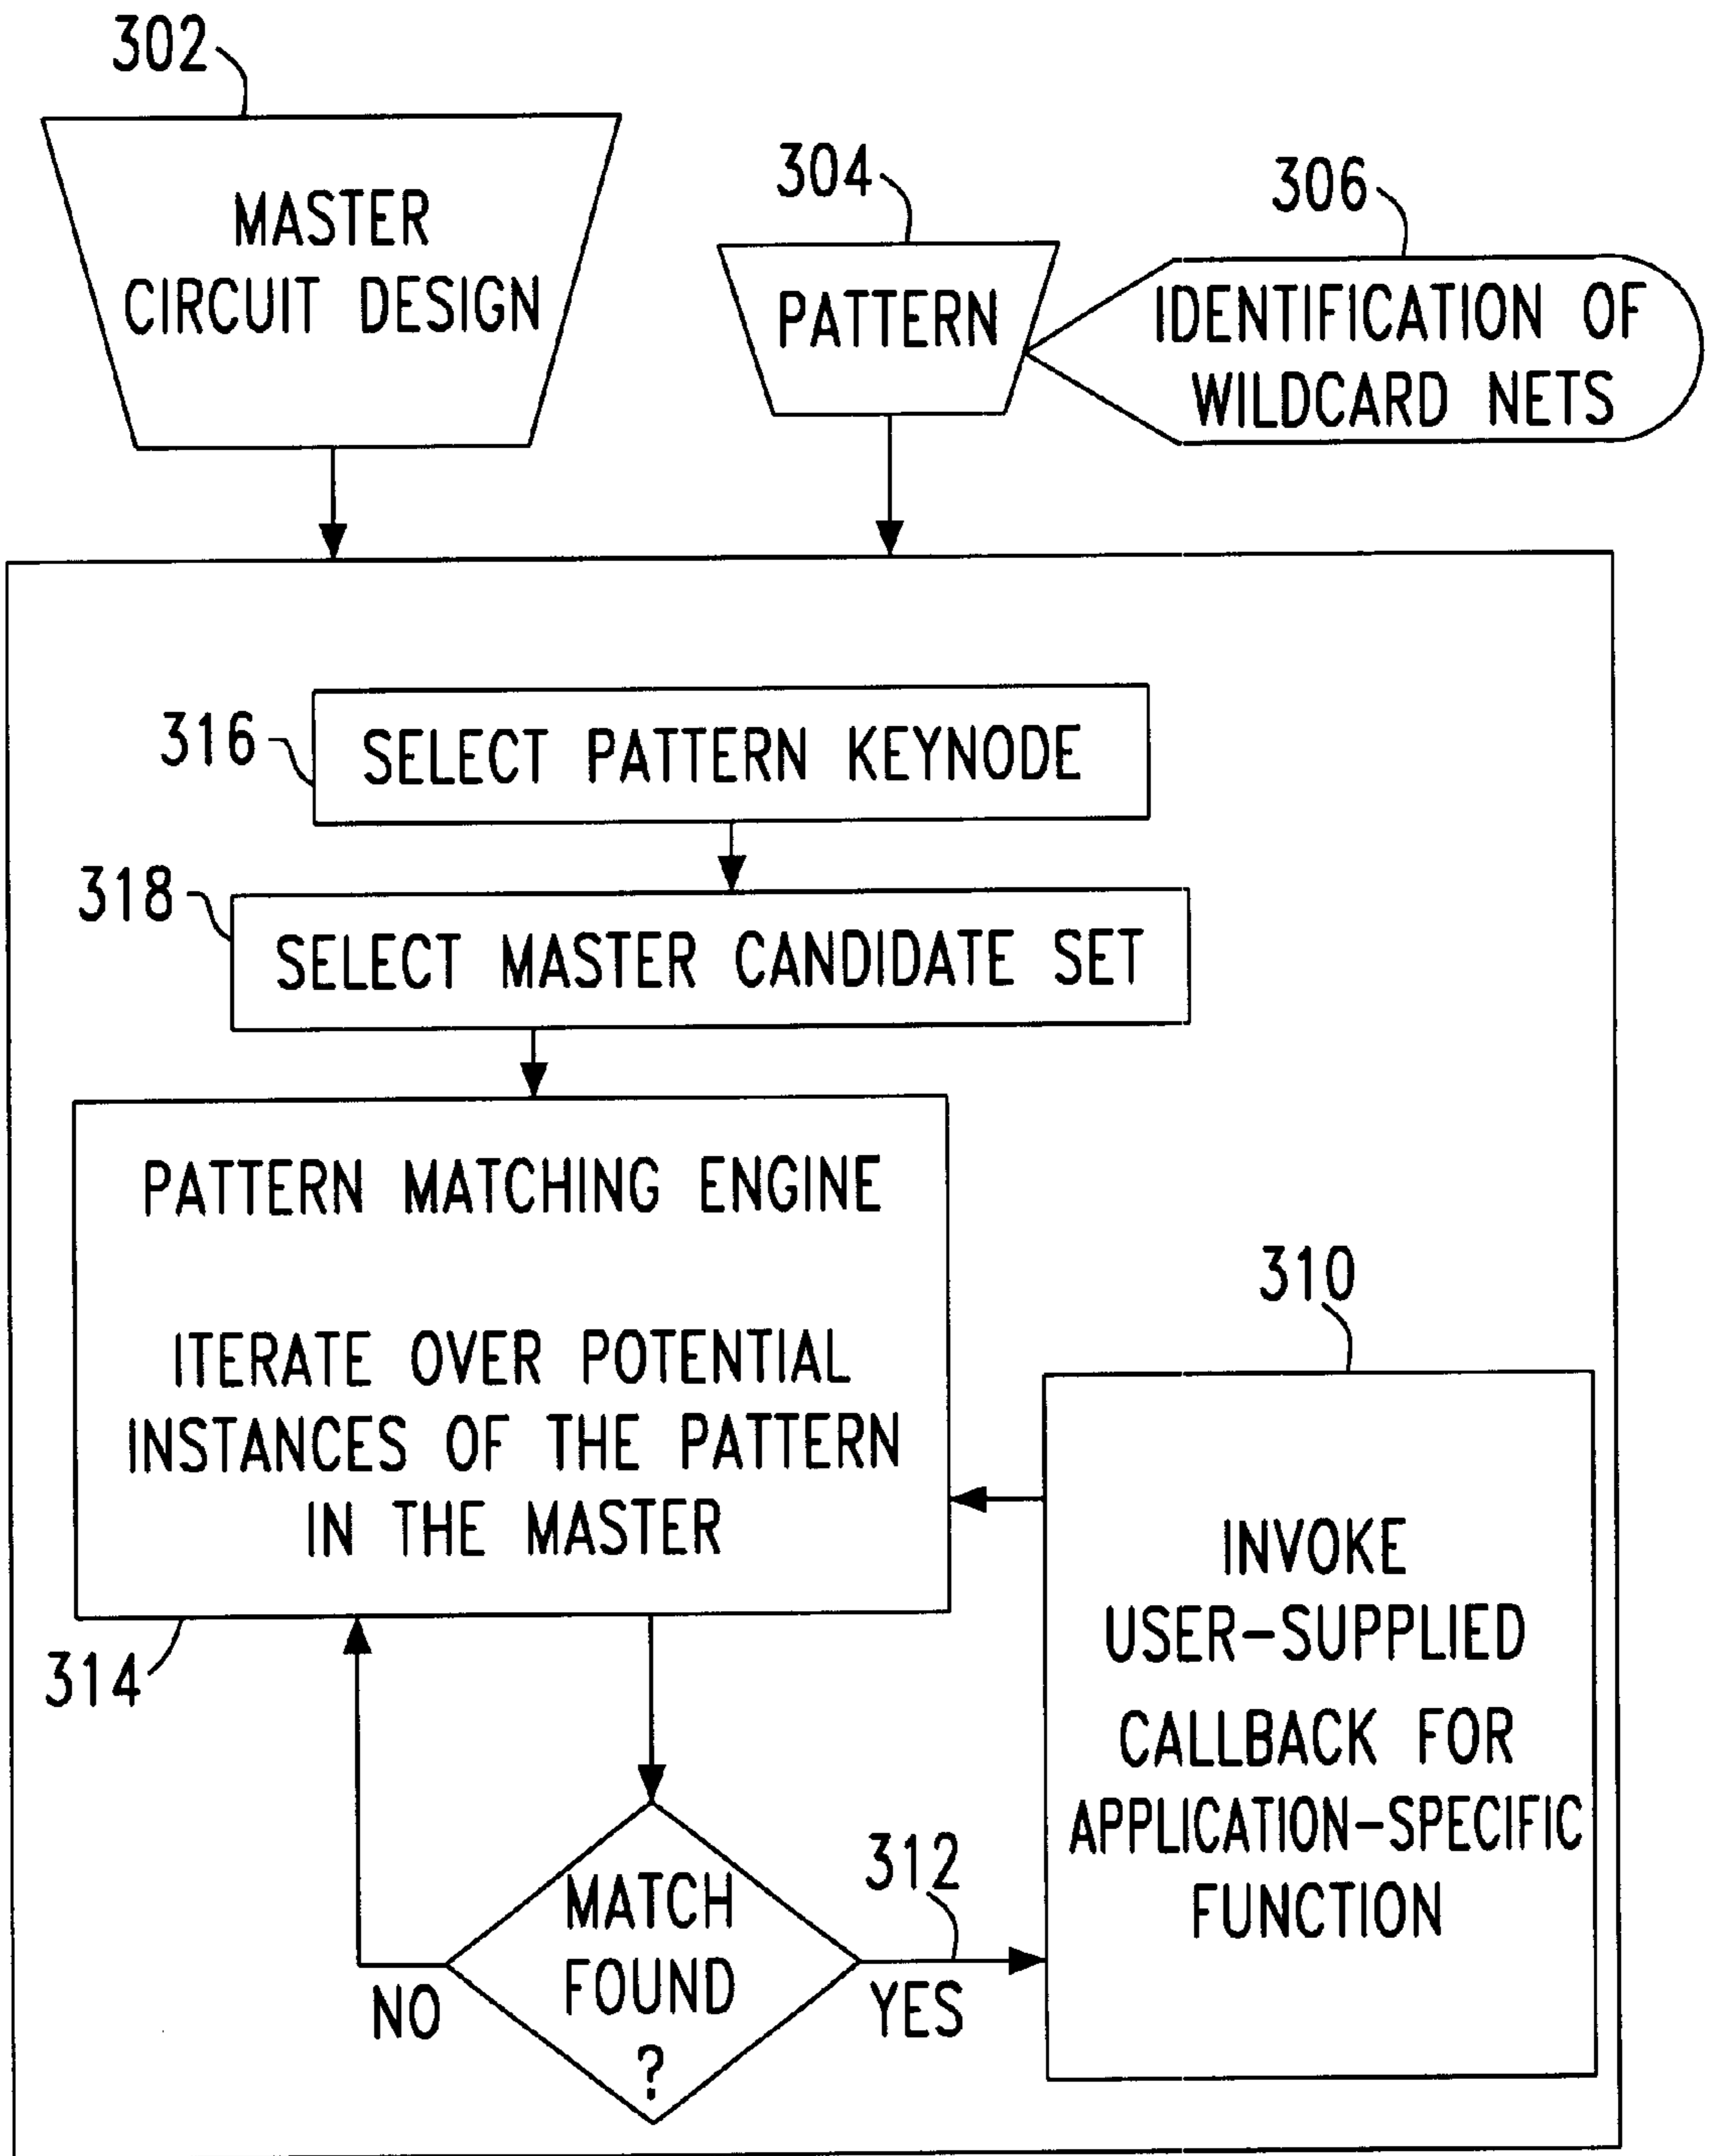 302
MASTER
CIRCUIT DESIGN
304
PATTERN
306
IDENTIFICATION OF
WILDCARD NETS
316
SELECT PATTERN KEYNODE
318
SELECT MASTER CANDIDATE SET
PATTERN MATCHING ENGINE
ITERATE OVER POTENTIAL
INSTANCES OF THE PATTERN
IN THE MASTER
314
310
INVOKE
USER-SUPPLIED
CALLBACK FOR
APPLICATION-SPECIFIC
FUNCTION
MATCH
FOUND
?
NO
312
YES